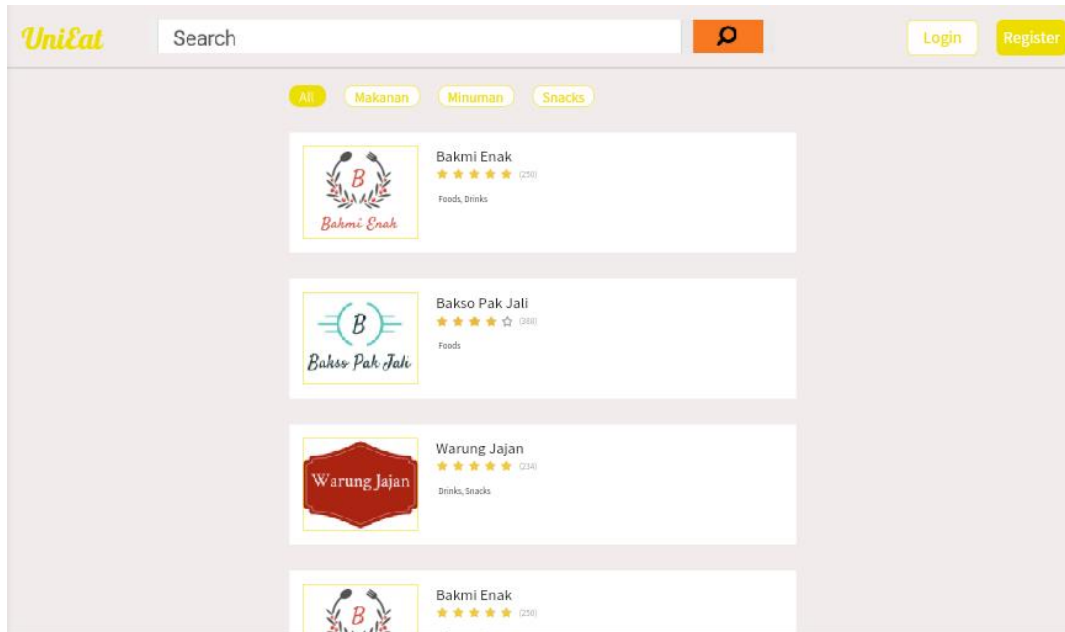 UniEat
Search
Login
Register
All
Makanan
Minuman
Snacks
B
Bakmi Enak
Bakmi Enak
(250)
Foods, Drinks
B
Bakso Pak Jali
Bakso Pak Jali
Foods
Warung Jajan
Warung Jajan
(234)
Drinks, Snacks
B
Bakmi Enak
(250)